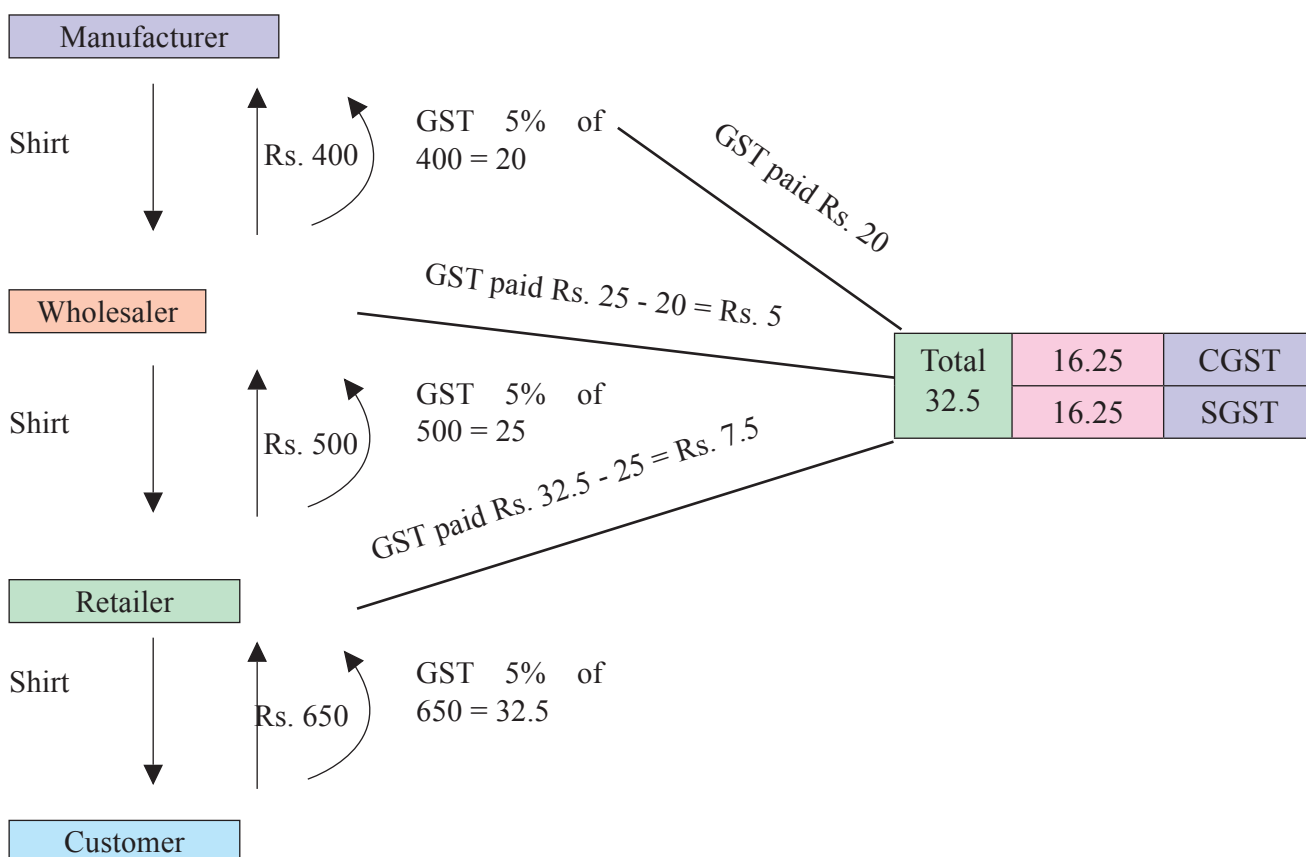 Manufacturer
Shirt
Rs. 400
GST 5% of
400 = 20
GST paid Rs. 20
GST paid Rs. 25 - 20 = Rs. 5
Wholesaler
Total
32.5
16.25
CGST
16.25
SGST
Shirt
Rs. 500
GST 5% of
500 = 25
GST paid Rs. 32.5 - 25 = Rs. 7.5
Retailer
Shirt
Rs. 650
GST 5% of
650 = 32.5
Customer